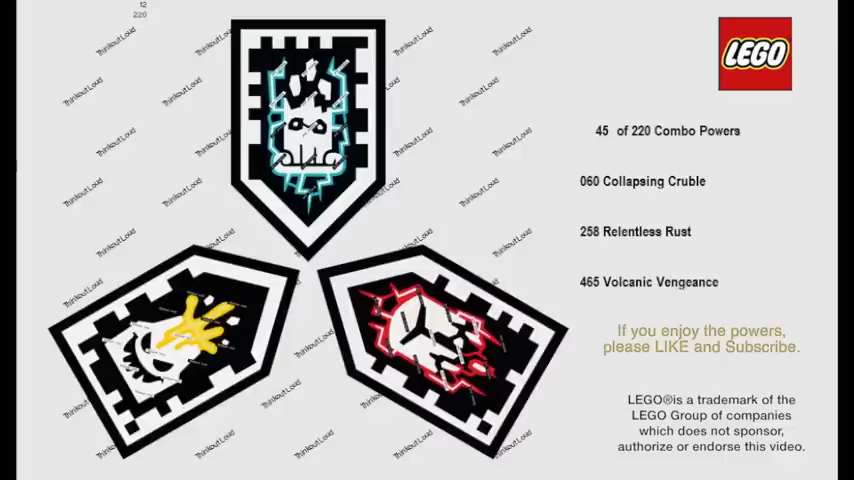 12
220
LEGO
45 of 220 Combo Powers
060 Collapsing Cruble
258 Relentless Rust
465 Volcanic Vengeance
If you enjoy the powers,
please LIKE and Subscribe.
LEGO®is a trademark of the
LEGO Group of companies
which does not sponsor,
authorize or endorse this video.
ThinkoutLoud